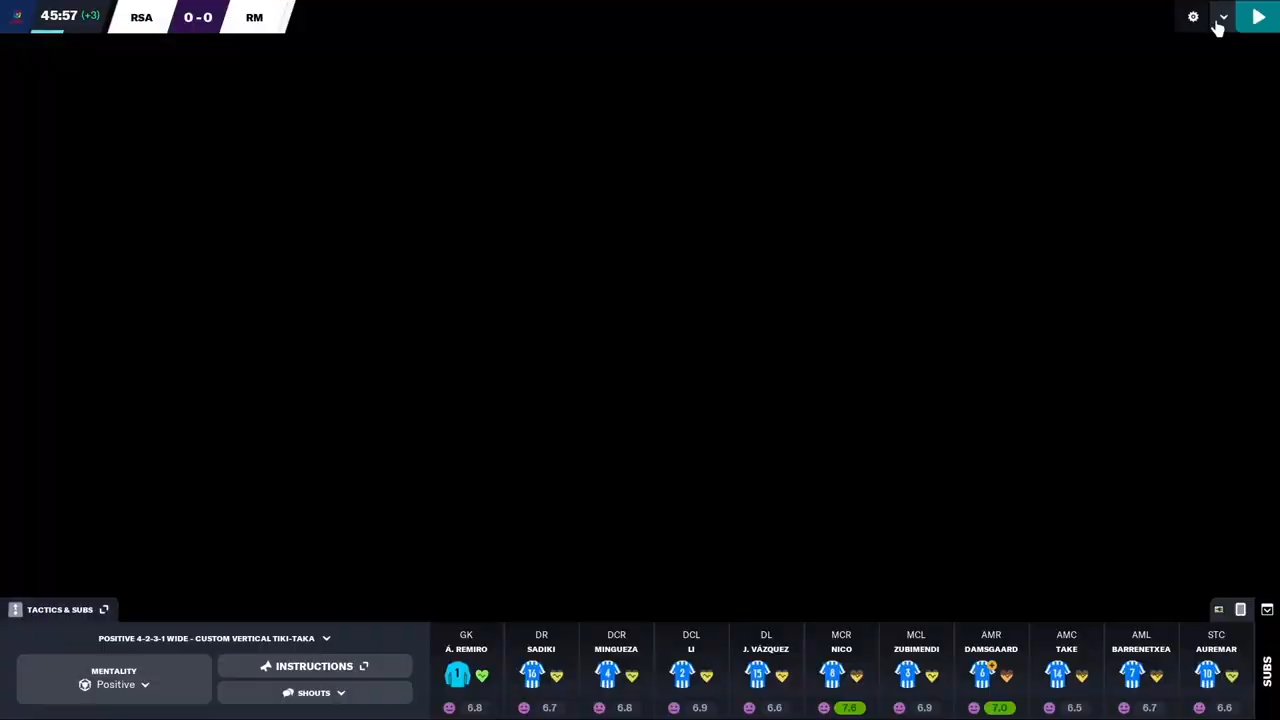 45:57 (+3) RSA 0 - 0 RM
TACTICS & SUBS
POSITIVE 4-2-3-1 WIDE - CUSTOM VERTICAL TIKI-TAKA
MENTALITY
Positive
INSTRUCTIONS
SHOUTS
GK DR DCR DCL DL MCR MCL AMR AMC AML STC
Á. REMIRO SADIKI MINGUEZA LI J. VÁZQUEZ NICO ZUBIMENDI DAMSGAARD TAKE BARRENETXEA AUREMAR
1 16 4 2 15 8 3 6 14 7 10
6.8 6.7 6.8 6.9 6.6 7.6 6.9 7.0 6.5 6.7 6.6
SUBS